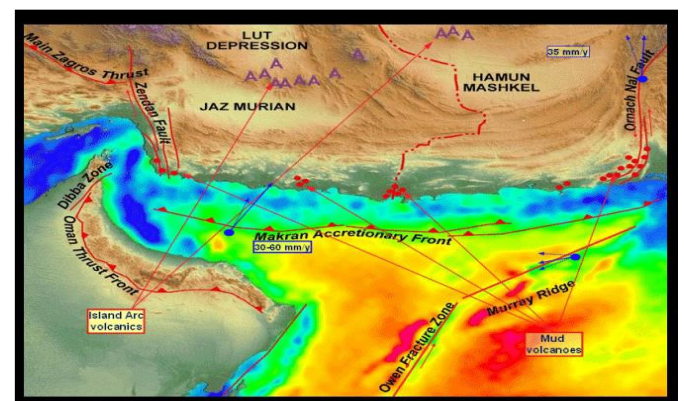 LUT
DEPRESSION
35 mm/y
Main Zagros Thrust
HAMUN
MASHKEL
Ornach Nal Fault
Zendan Fault
JAZ MURIAN
Dibba Zone
Makran Accretionary Front
30-60 mm/y
Oman Thrust Front
Murray Ridge
Island Arc
volcanics
Owen Fracture Zone
Mud
volcanoes